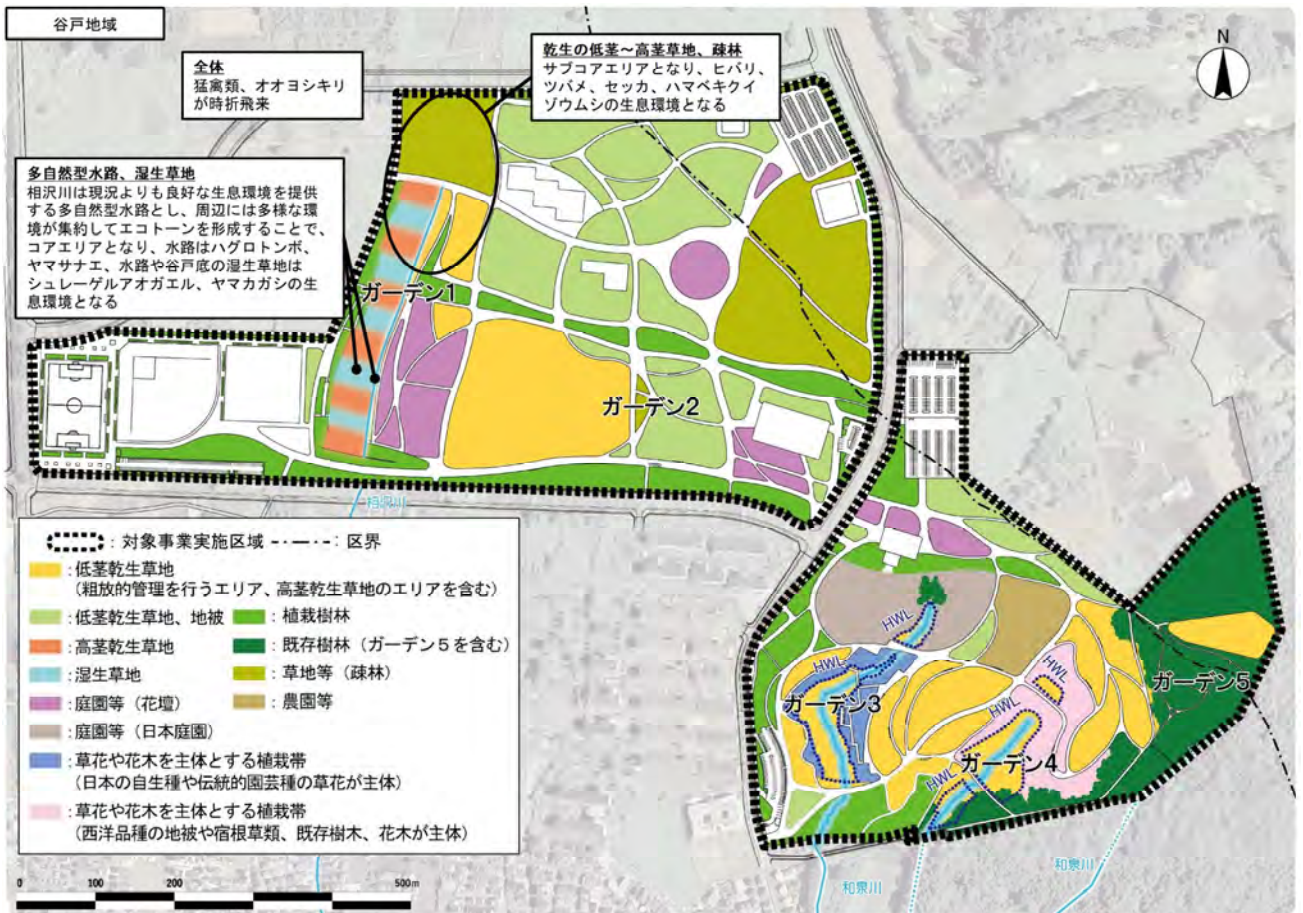 谷戸地域
全体
猛禽類、オオヨシキリ
が時折飛来
乾生の低茎～高茎草地、疎林
サブコアエリアとなり、ヒバリ、
ツバメ、セッカ、ハマベキクイ
ゾウムシの生息環境となる
N
多自然型水路、湿生草地
相沢川は現況よりも良好な生息環境を提供
する多自然型水路とし、周辺には多様な環
境が集約してエコトーンを形成することで、
コアエリアとなり、水路はハグロトンボ、
ヤマサナエ、水路や谷戸底の湿生草地は
シュレーゲルアオガエル、ヤマカガシの生
息環境となる
ガーデン1
ガーデン2
相沢川
HWL
HWL
HWL
HWL
HWL
ガーデン3
ガーデン4
ガーデン5
和泉川
和泉川
：対象事業実施区域
：区界
：低茎乾生草地
（粗放的管理を行うエリア、高茎乾生草地のエリアを含む）
：低茎乾生草地、地被
：植栽樹林
：高茎乾生草地
：既存樹林（ガーデン５を含む）
：湿生草地
：草地等（疎林）
：庭園等（花壇）
：農園等
：庭園等（日本庭園）
：草花や花木を主体とする植栽帯
（日本の自生種や伝統的園芸種の草花が主体）
：草花や花木を主体とする植栽帯
（西洋品種の地被や宿根草類、既存樹木、花木が主体）
0 100 200 500m